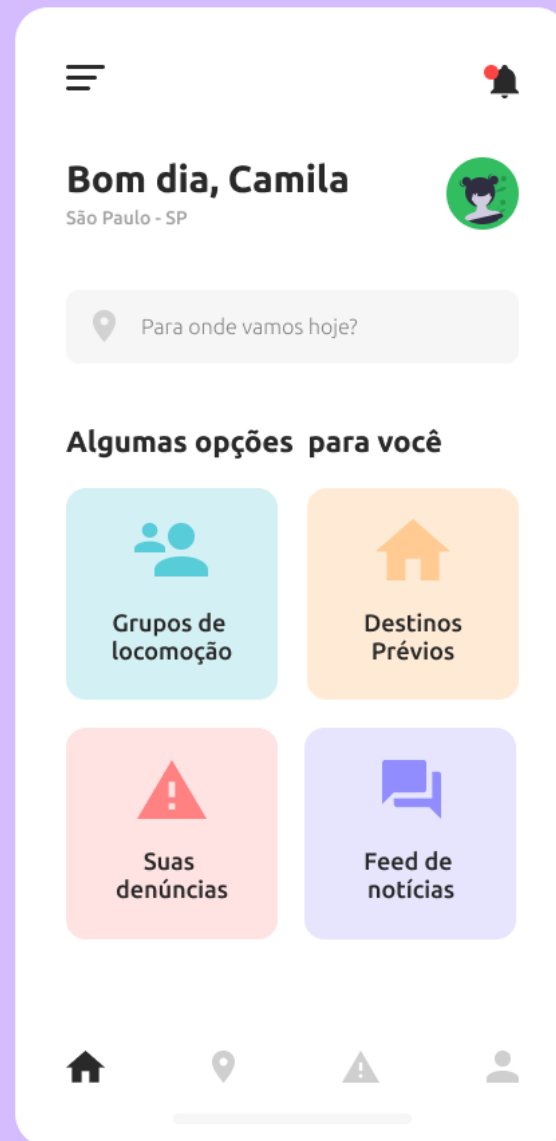 Bom dia, Camila
São Paulo - SP
Para onde vamos hoje?
Algumas opções  para você
Grupos de
locomoção
Destinos
Prévios
Suas
denúncias
Feed de
notícias